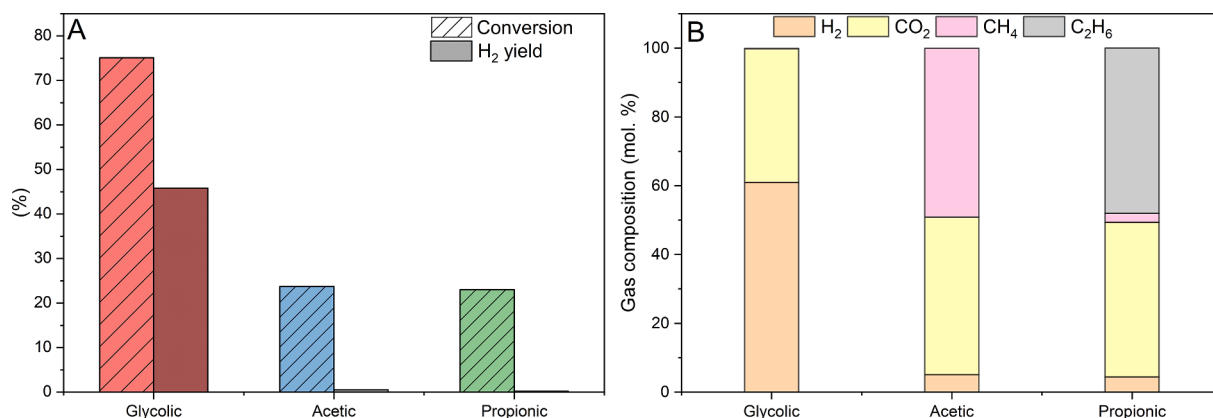 A
Conversion
H₂ yield
(%)
80
70
60
50
40
30
20
10
0
Glycolic
Acetic
Propionic
B
H₂
CO₂
CH₄
C₂H₆
Gas composition (mol. %)
100
80
60
40
20
0
Glycolic
Acetic
Propionic